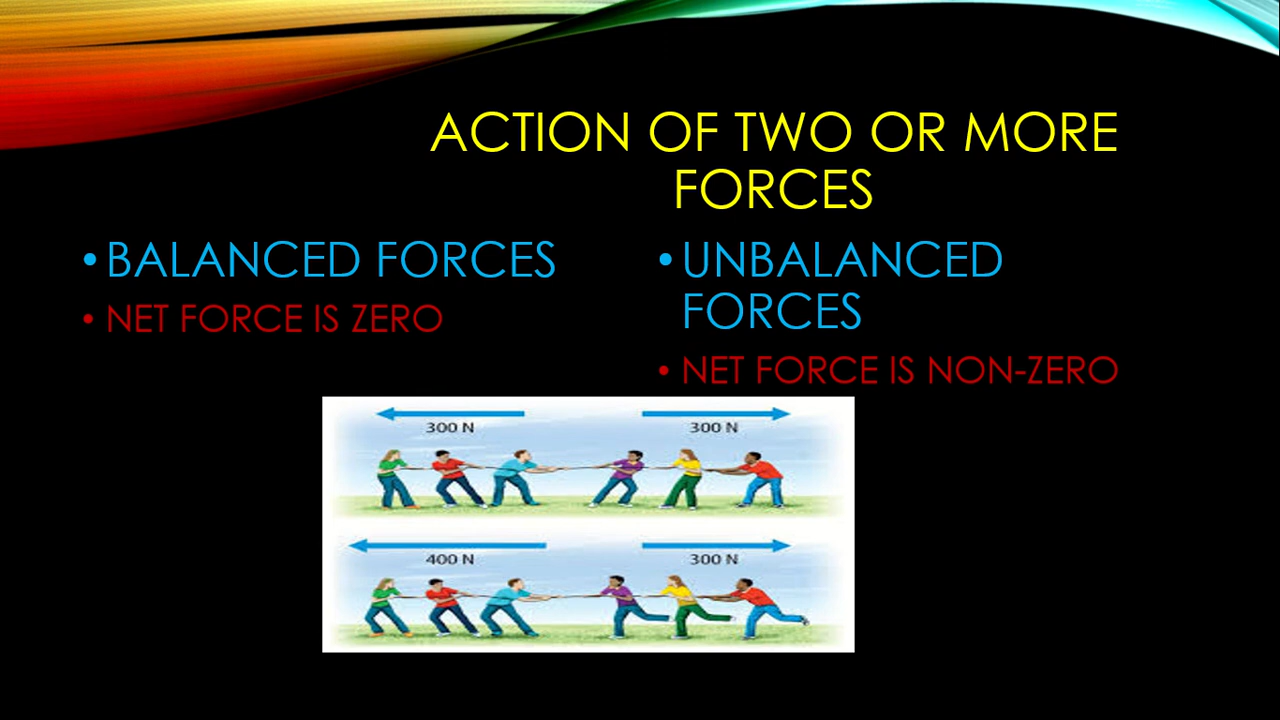 ACTION OF TWO OR MORE
FORCES
• BALANCED FORCES
• NET FORCE IS ZERO
• UNBALANCED
FORCES
• NET FORCE IS NON-ZERO
300 N
300 N
400 N
300 N